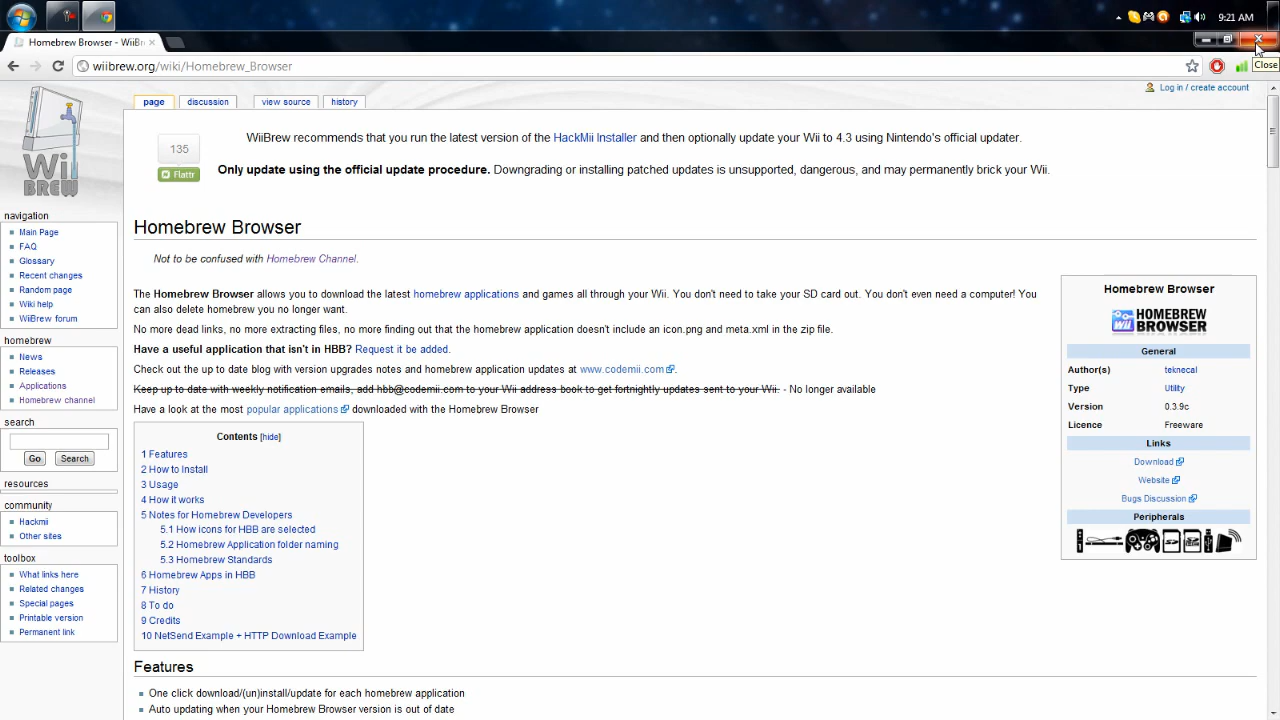 9:21 AM
Homebrew Browser - WiiBr
Close
wiibrew.org/wiki/Homebrew_Browser
Log in / create account
page
discussion
view source
history
Wii
BREW
135
Flattr
WiiBrew recommends that you run the latest version of the HackMii Installer and then optionally update your Wii to 4.3 using Nintendo's official updater.
Only update using the official update procedure. Downgrading or installing patched updates is unsupported, dangerous, and may permanently brick your Wii.
navigation
Main Page
FAQ
Glossary
Recent changes
Random page
Wiki help
WiiBrew forum
homebrew
News
Releases
Applications
Homebrew channel
search
Go
Search
resources
community
Hackmii
Other sites
toolbox
What links here
Related changes
Special pages
Printable version
Permanent link
Homebrew Browser
Not to be confused with Homebrew Channel.
The Homebrew Browser allows you to download the latest homebrew applications and games all through your Wii. You don't need to take your SD card out. You don't even need a computer! You
can also delete homebrew you no longer want.
No more dead links, no more extracting files, no more finding out that the homebrew application doesn't include an icon.png and meta.xml in the zip file.
Have a useful application that isn't in HBB? Request it be added.
Check out the up to date blog with version upgrades notes and homebrew application updates at www.codemii.com.
Keep up to date with weekly notification emails, add hbb@codemii.com to your Wii address book to get fortnightly updates sent to your Wii. - No longer available
Have a look at the most popular applications downloaded with the Homebrew Browser
Contents [hide]
1 Features
2 How to Install
3 Usage
4 How it works
5 Notes for Homebrew Developers
5.1 How icons for HBB are selected
5.2 Homebrew Application folder naming
5.3 Homebrew Standards
6 Homebrew Apps in HBB
7 History
8 To do
9 Credits
10 NetSend Example + HTTP Download Example
Homebrew Browser
Wii
HOMEBREW
BROWSER
General
Author(s) teknecal
Type Utility
Version 0.3.9c
Licence Freeware
Links
Download
Website
Bugs Discussion
Peripherals
Features
One click download/(un)install/update for each homebrew application
Auto updating when your Homebrew Browser version is out of date